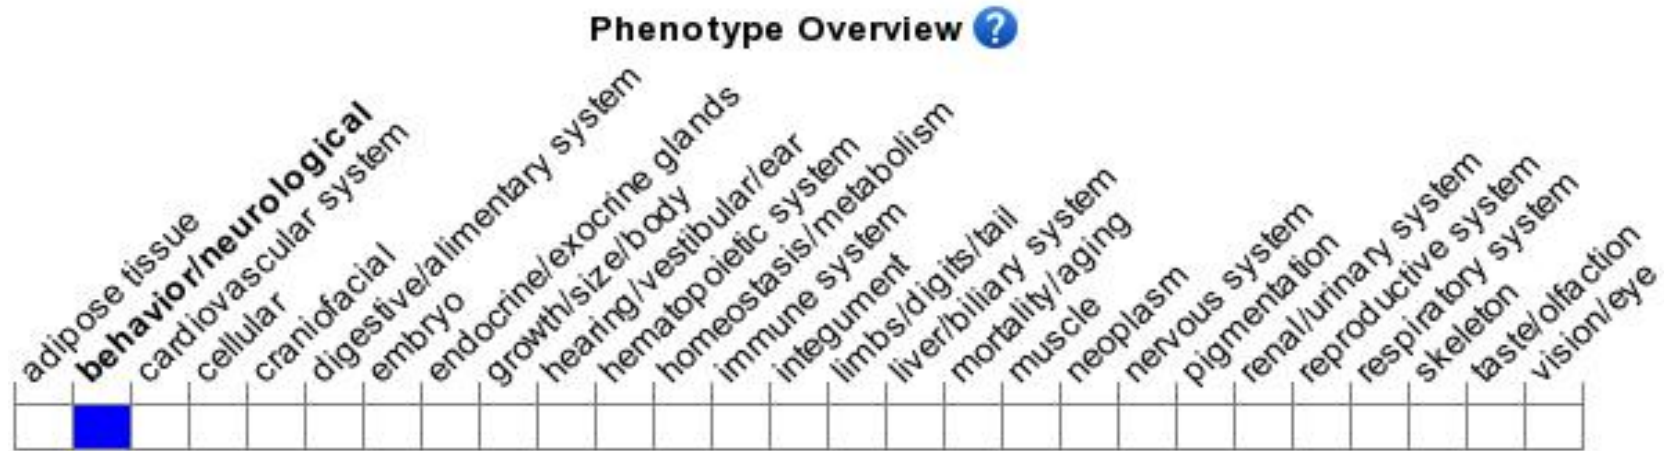 Phenotype Overview ?
adipose tissue
behavior/neurological
cardiovascular system
cellular
craniofacial
digestive/alimentary system
embryo
endocrine/exocrine glands
growth/size/body
hearing/vestibular/ear
hematopoietic system
homeostasis/metabolism
immune system
integument
limbs/digits/tail
liver/biliary system
mortality/aging
muscle
neoplasm
nervous system
pigmentation
renal/urinary system
reproductive system
respiratory system
skeleton
taste/olfaction
vision/eye